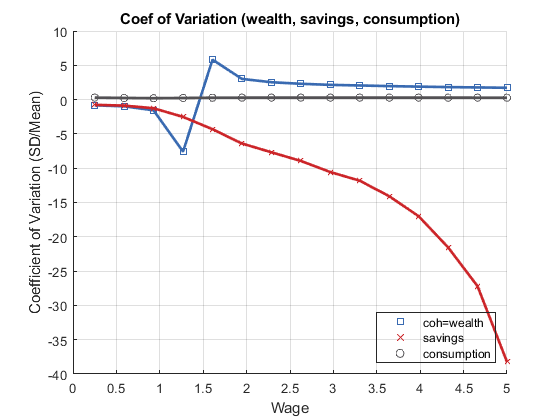 Coef of Variation (wealth, savings, consumption)
10
5
0
-5
-10
-15
-20
-25
-30
-35
-40
Coefficient of Variation (SD/Mean)
coh=wealth
savings
consumption
0 0.5 1 1.5 2 2.5 3 3.5 4 4.5 5
Wage